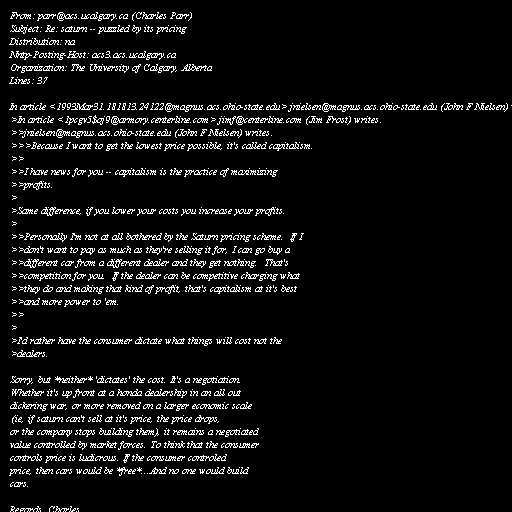 From: parr@acs.ucalgary.ca (Charles Parr)
Subject: Re: saturn -- puzzled by its pricing
Distribution: na
Nntp-Posting-Host: acs3.acs.ucalgary.ca
Organization: The University of Calgary, Alberta
Lines: 37

In article <1993Mar31.181813.24122@magnus.acs.ohio-state.edu> jnielsen@magnus.acs.ohio-state.edu (John F Nielsen)
>In article <1pcgv5$aj9@armory.centerline.com> jimf@centerline.com (Jim Frost) writes:
>>jnielsen@magnus.acs.ohio-state.edu (John F Nielsen) writes:
>>>Because I want to get the lowest price possible, it's called capitalism.
>>
>>I have news for you -- capitalism is the practice of maximizing
>>profits.
>
>Same difference, if you lower your costs you increase your profits.
>
>>Personally I'm not at all bothered by the Saturn pricing scheme.  If I
>>don't want to pay as much as they're selling it for, I can go buy a
>>different car from a different dealer and they get nothing.  That's
>>competition for you.  If the dealer can be competitive charging what
>>they do and making that kind of profit, that's capitalism at it's best
>>and more power to 'em.
>>
>
>I'd rather have the consumer dictate what things will cost not the
>dealers.

Sorry, but *neither* 'dictates' the cost. It's a negotiation.
Whether it's up front at a honda dealership in an all out
dickering war, or more removed on a larger economic scale
(ie, if saturn can't sell at it's price, the price drops,
or the company stops building them), it remains a negotiated
value controlled by market forces. To think that the consumer
controls price is ludicrous. If the consumer controled
price, then cars would be *free*...And no one would build
cars.

Regards, Charles